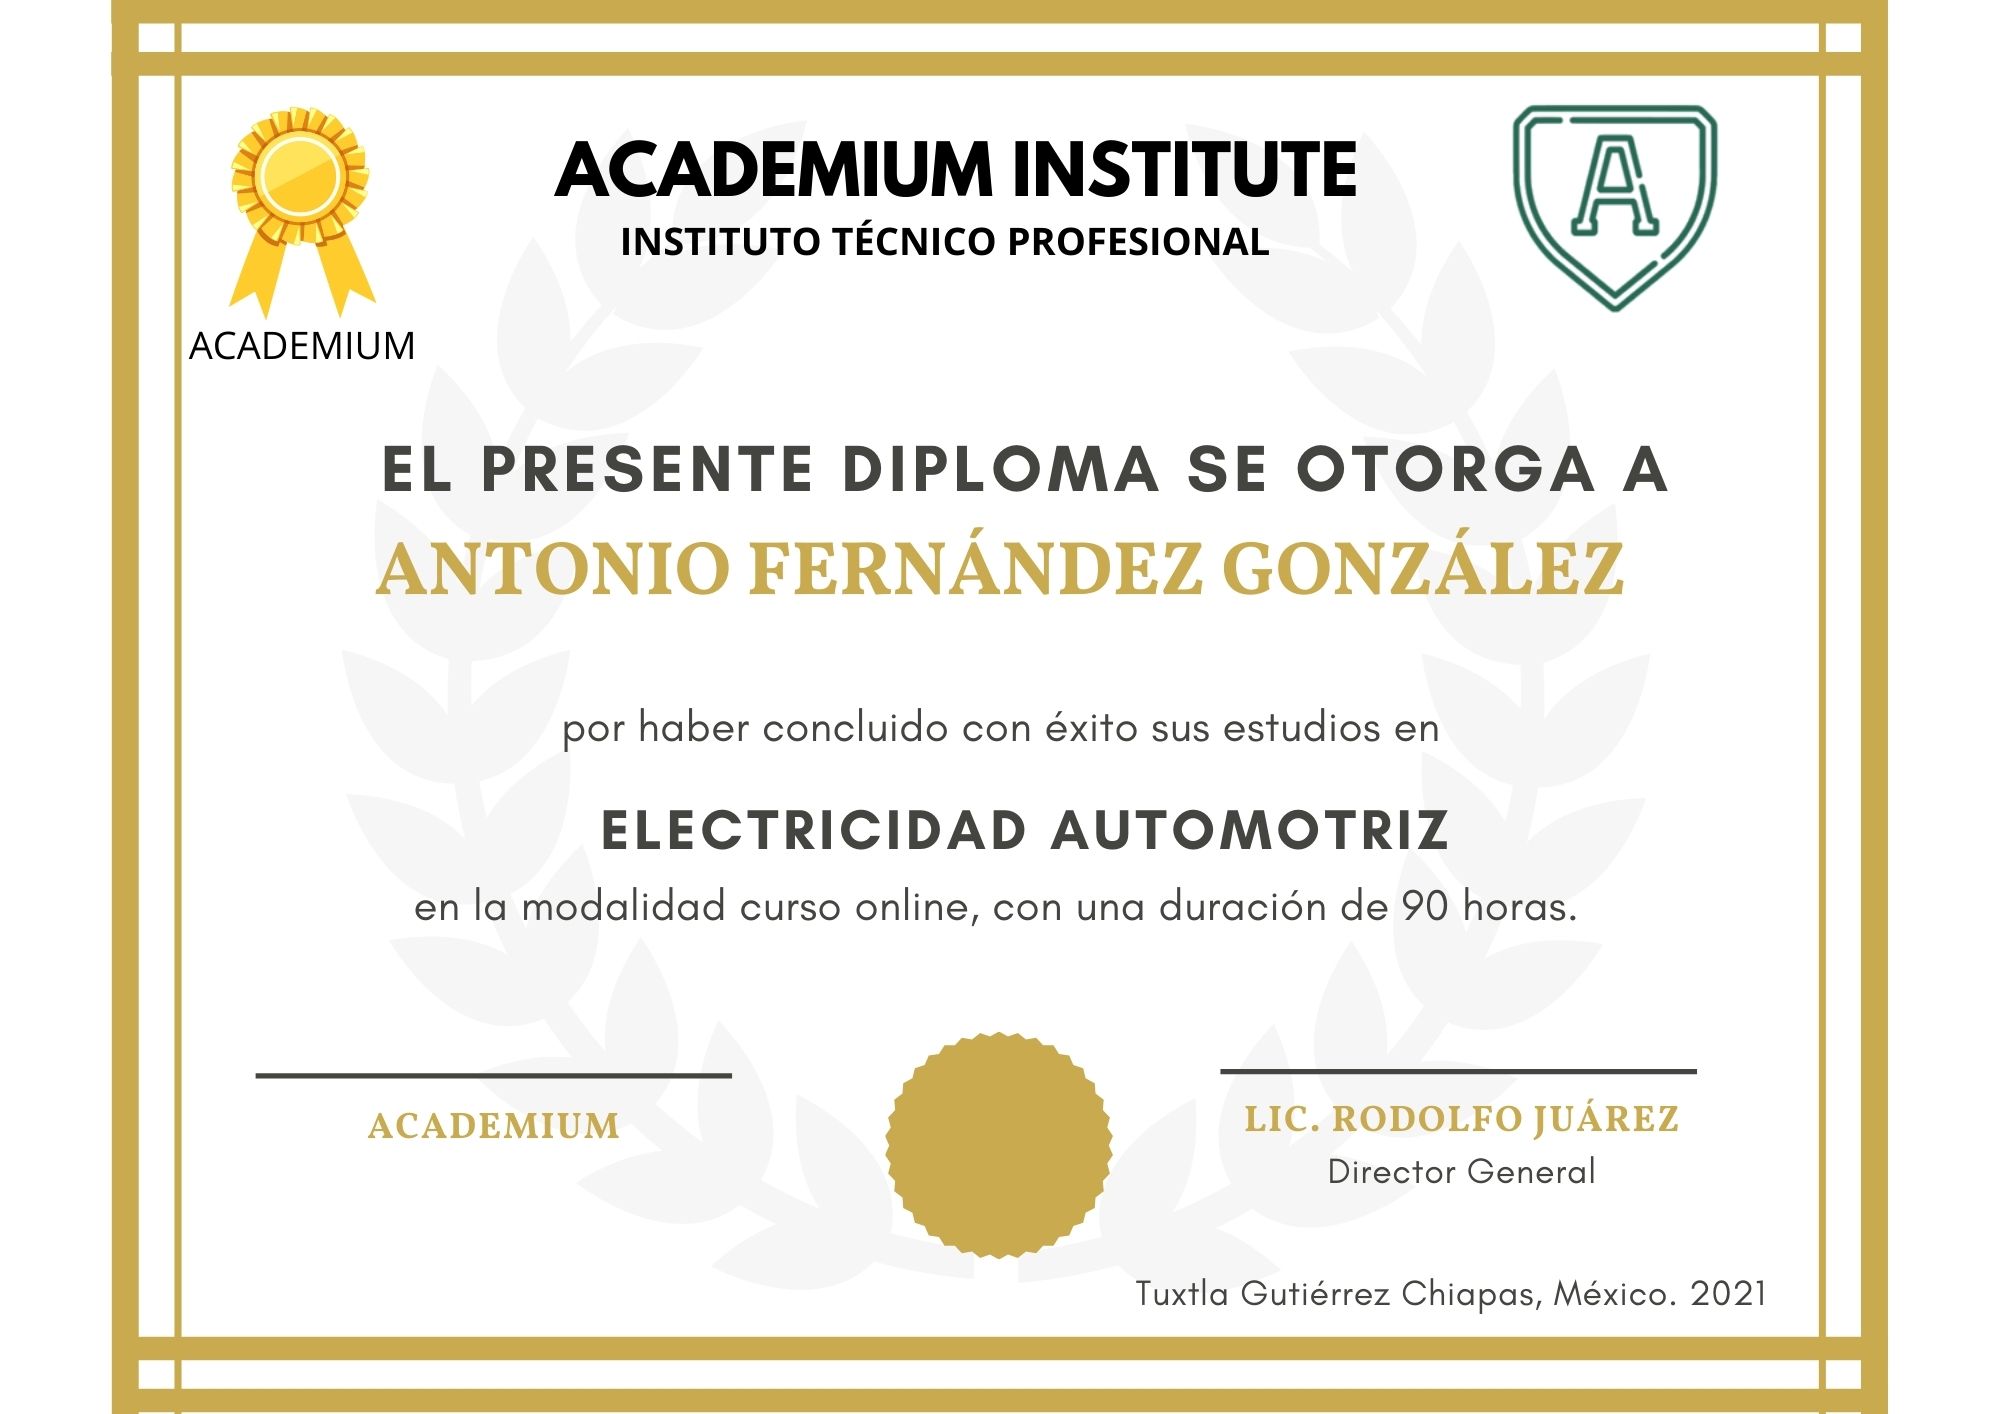 ACADEMIUM INSTITUTE
INSTITUTO TÉCNICO PROFESIONAL
A
ACADEMIUM
EL PRESENTE DIPLOMA SE OTORGA A
ANTONIO FERNÁNDEZ GONZÁLEZ
por haber concluido con éxito sus estudios en
ELECTRICIDAD AUTOMOTRIZ
en la modalidad curso online, con una duración de 90 horas.
ACADEMIUM
LIC. RODOLFO JUÁREZ
Director General
Tuxtla Gutiérrez Chiapas, México. 2021